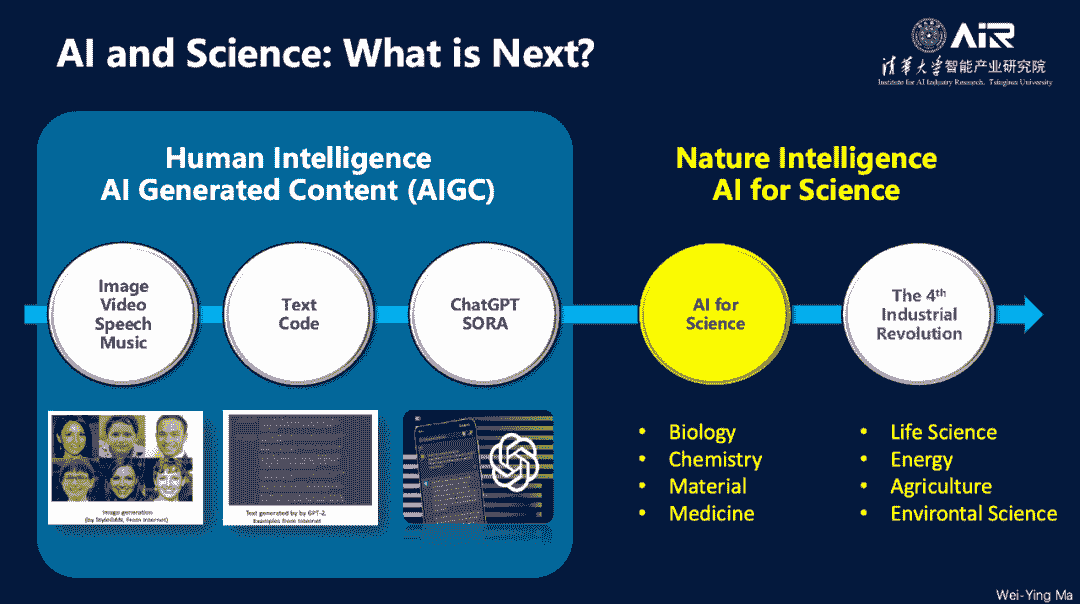 AI and Science: What is Next?
AIR
清华大学智能产业研究院
Institute for AI Industry Research, Tsinghua University
Human Intelligence
AI Generated Content (AIGC)
Nature Intelligence
AI for Science
Image
Video
Speech
Music
Text
Code
ChatGPT
SORA
AI for
Science
The 4th
Industrial
Revolution
Image generation
(by StyleGAN, From Internet)
Text generated by by GPT-2,
Examples from Internet
• Biology
• Chemistry
• Material
• Medicine
• Life Science
• Energy
• Agriculture
• Environtal Science
Wei-Ying Ma